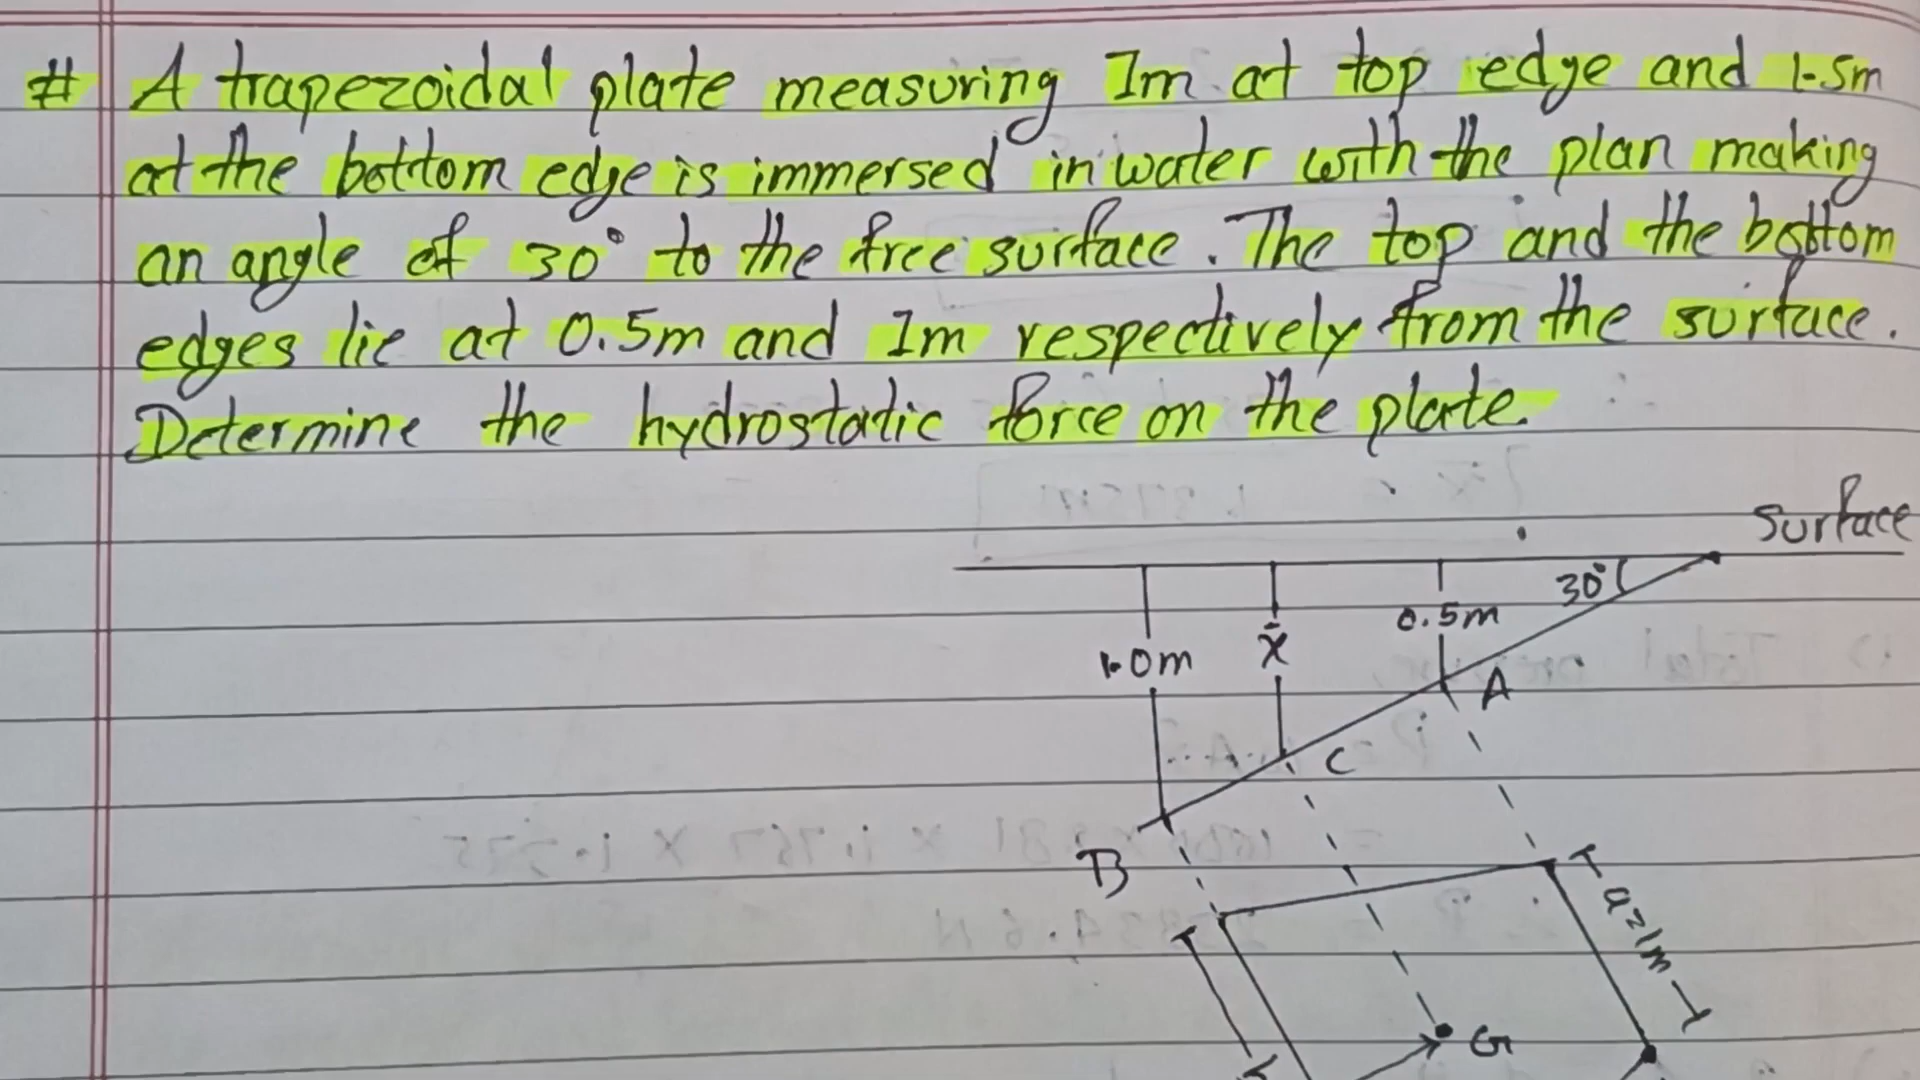 # A trapezoidal plate measuring 1m at top edge and 1.5m
at the bottom edge is immersed in water with the plan making
an angle of 30° to the free surface. The top and the bottom
edges lie at 0.5m and 1m respectively from the surface.
Determine the hydrostatic force on the plate.
Surface
30°
0.5m
1.0m
x̄
A
C
B
a=1m
G